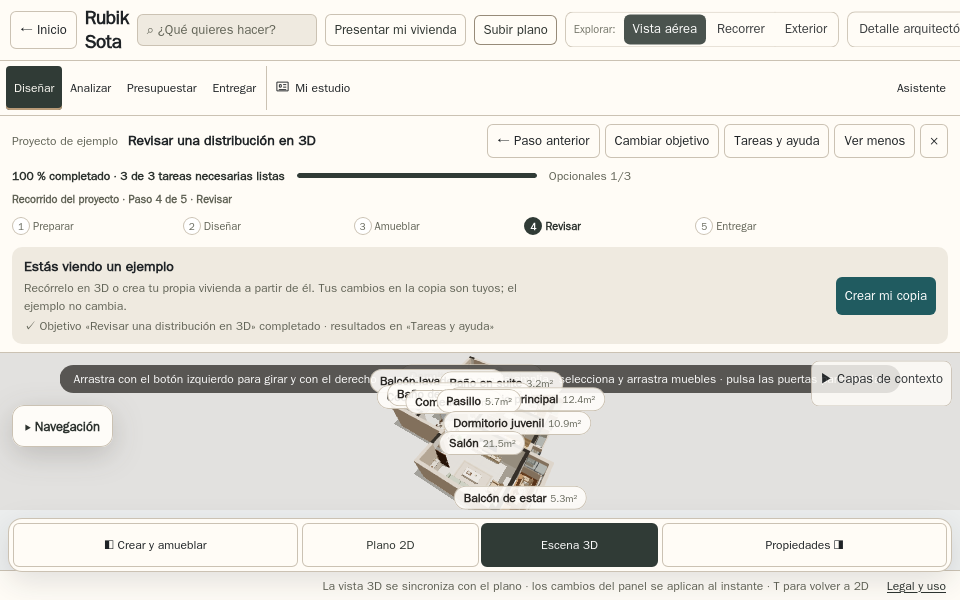 ← Inicio
Rubik Sota
¿Qué quieres hacer?
Presentar mi vivienda
Subir plano
Explorar:
Vista aérea
Recorrer
Exterior
Detalle arquitectó
Diseñar
Analizar
Presupuestar
Entregar
Mi estudio
Asistente
Proyecto de ejemplo
Revisar una distribución en 3D
← Paso anterior
Cambiar objetivo
Tareas y ayuda
Ver menos
×
100 % completado · 3 de 3 tareas necesarias listas
Opcionales 1/3
Recorrido del proyecto · Paso 4 de 5 · Revisar
1 Preparar
2 Diseñar
3 Amueblar
4 Revisar
5 Entregar
Estás viendo un ejemplo
Recórrelo en 3D o crea tu propia vivienda a partir de él. Tus cambios en la copia son tuyos; el
ejemplo no cambia.
✓ Objetivo «Revisar una distribución en 3D» completado · resultados en «Tareas y ayuda»
Crear mi copia
Arrastra con el botón izquierdo para girar y con el derecho
selecciona y arrastra muebles · pulsa las puertas
▶ Capas de contexto
Balcón lava
Baño en suite 3.2m²
Pasillo 5.7m²
principal 12.4m²
▸ Navegación
Dormitorio juvenil 10.9m²
Salón 21.5m²
Balcón de estar 5.3m²
Crear y amueblar
Plano 2D
Escena 3D
Propiedades
La vista 3D se sincroniza con el plano · los cambios del panel se aplican al instante · T para volver a 2D
Legal y uso